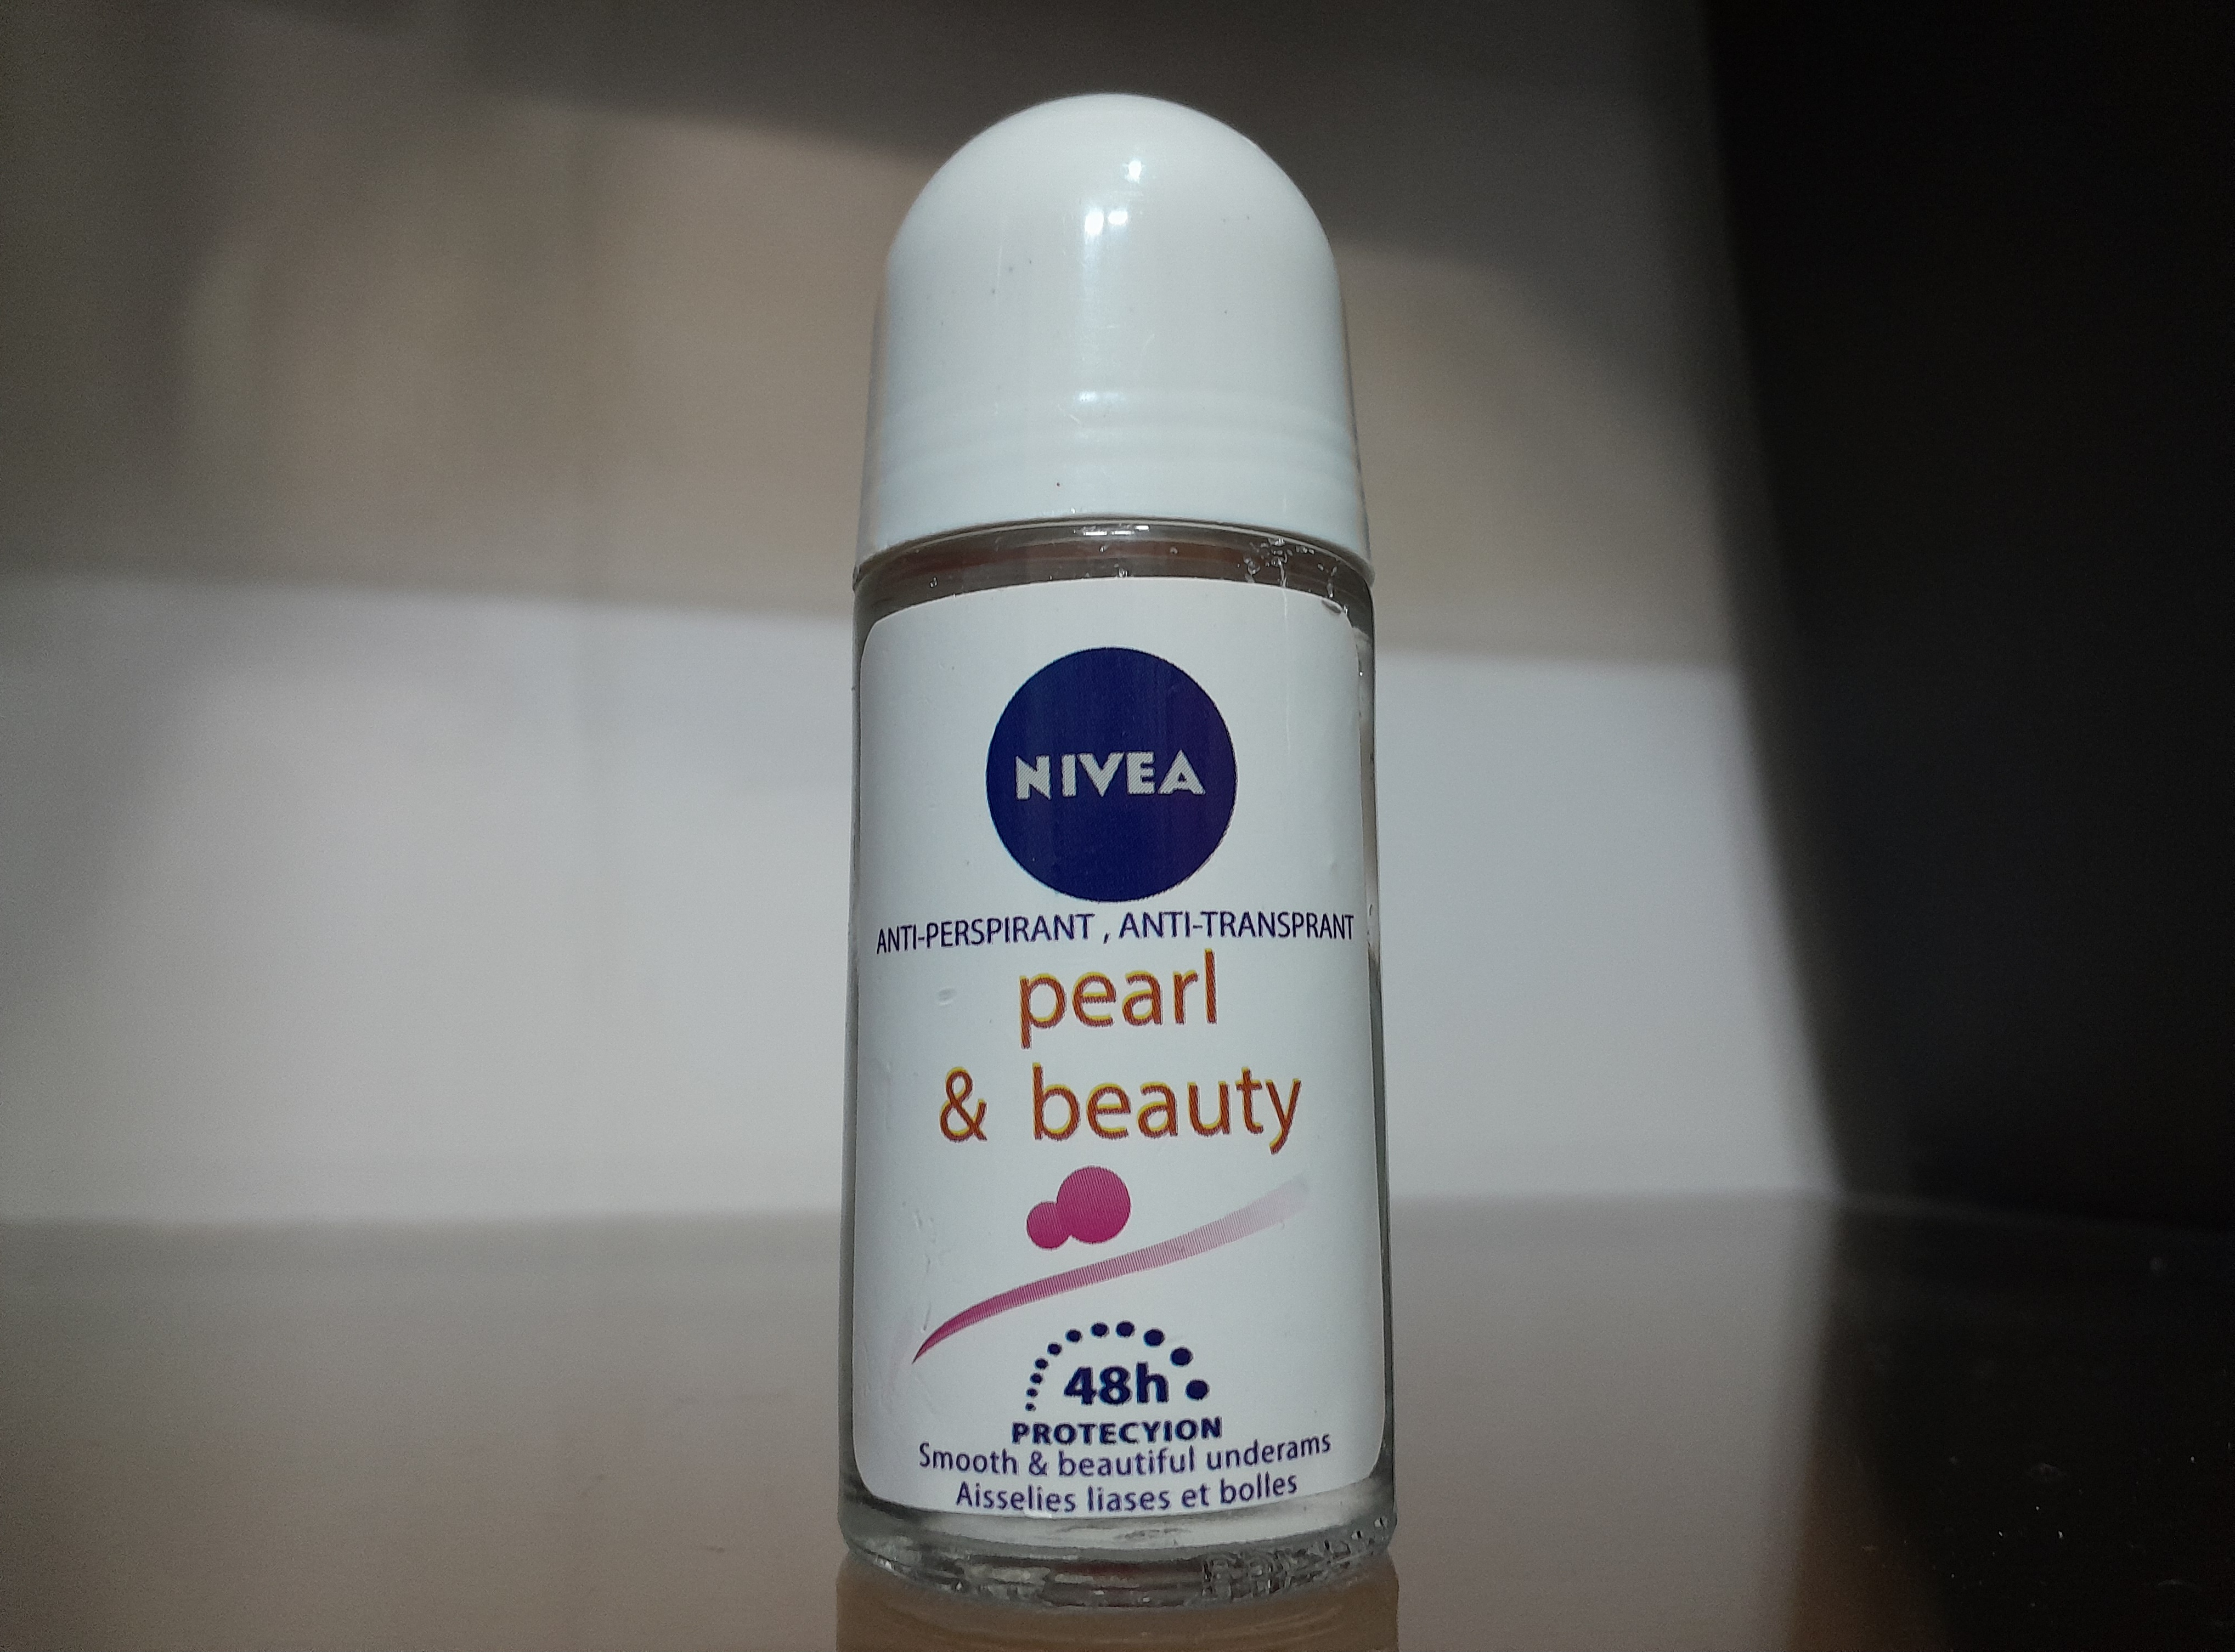 NIVEA
ANTI-PERSPIRANT , ANTI-TRANSPRANT
pearl
& beauty
48h
PROTECYION
Smooth & beautiful underams
Aisselies liases et bolles